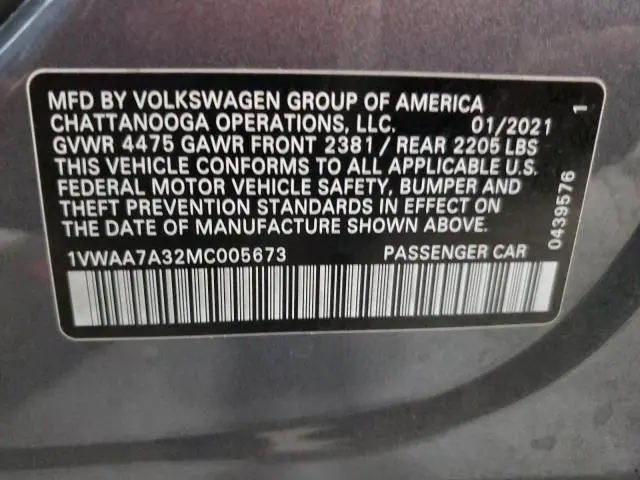 MFD BY VOLKSWAGEN GROUP OF AMERICA
CHATTANOOGA OPERATIONS, LLC. 01/2021
GVWR 4475 GAWR FRONT 2381 / REAR 2205 LBS
THIS VEHICLE CONFORMS TO ALL APPLICABLE U.S.
FEDERAL MOTOR VEHICLE SAFETY, BUMPER AND
THEFT PREVENTION STANDARDS IN EFFECT ON
THE DATE OF MANUFACTURE SHOWN ABOVE.
1VWAA7A32MC005673 PASSENGER CAR
0439576 1